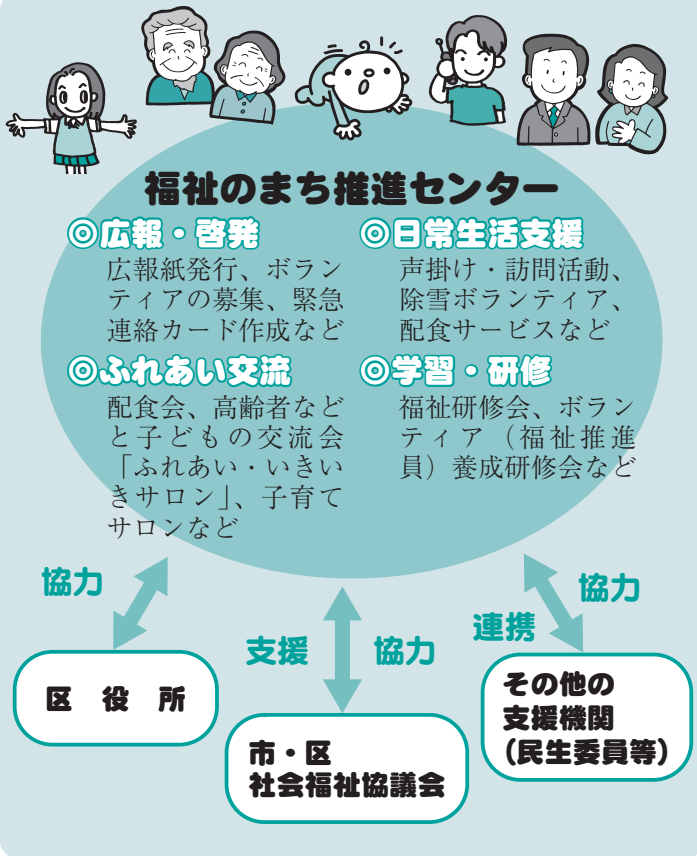 福祉のまち推進センター
◎広報・啓発
広報紙発行、ボラン
ティアの募集、緊急
連絡カード作成など
◎日常生活支援
声掛け・訪問活動、
除雪ボランティア、
配食サービスなど
◎ふれあい交流
配食会、高齢者など
と子どもの交流会
「ふれあい・いきい
きサロン」、子育て
サロンなど
◎学習・研修
福祉研修会、ボラン
ティア（福祉推進
員）養成研修会など
協力
支援
協力
連携
協力
区役所
市・区
社会福祉協議会
その他の
支援機関
（民生委員等）